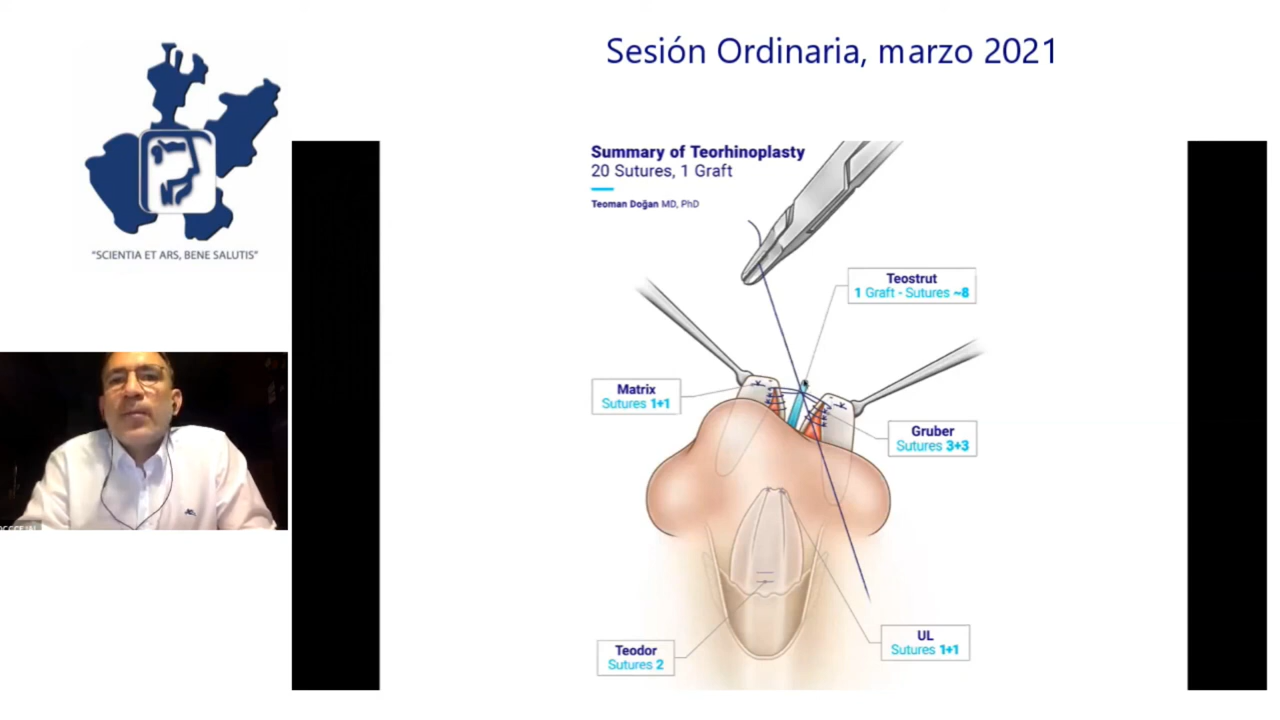 Sesión Ordinaria, marzo 2021
"SCIENTIA ET ARS, BENE SALUTIS"
Summary of Teorhinoplasty
20 Sutures, 1 Graft
Teoman Doğan MD, PhD
Teostrut
1 Graft - Sutures ~8
Matrix
Sutures 1+1
Gruber
Sutures 3+3
UL
Sutures 1+1
Teodor
Sutures 2